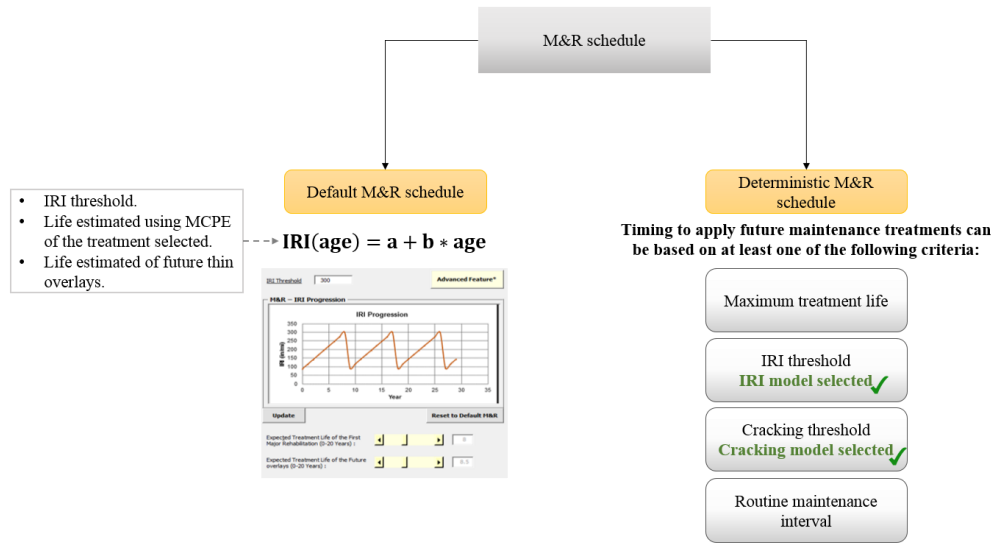 M&R schedule
Default M&R schedule
• IRI threshold.
• Life estimated using MCPE
of the treatment selected.
• Life estimated of future thin
overlays.
IRI(age) = a + b * age
IRI Threshold 300 Advanced Feature*
M&R – IRI Progression
IRI Progression
IRI (in/mi)
350
300
250
200
150
100
50
0
0 5 10 15 20 25 30 35
Year
Update Reset to Default M&R
Expected Treatment Life of the First
Major Rehabilitation (0-20 Years) :
Expected Treatment Life of the Future
overlays (0-20 Years) :
Deterministic M&R
schedule
Timing to apply future maintenance treatments can
be based on at least one of the following criteria:
Maximum treatment life
IRI threshold
IRI model selected
Cracking threshold
Cracking model selected
Routine maintenance
interval